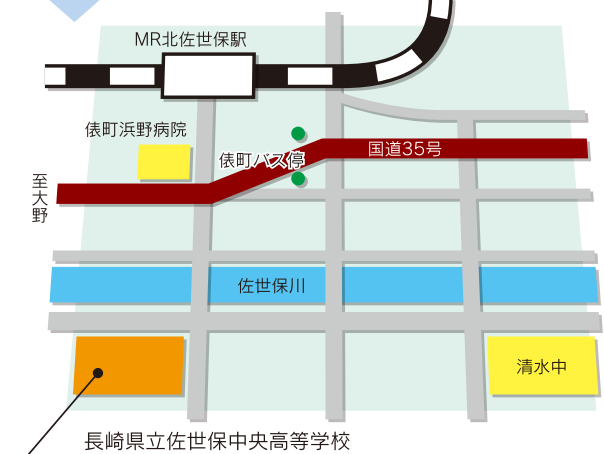 MR北佐世保駅
俵町浜野病院
俵町バス停
国道35号
至大野
佐世保川
清水中
長崎県立佐世保中央高等学校